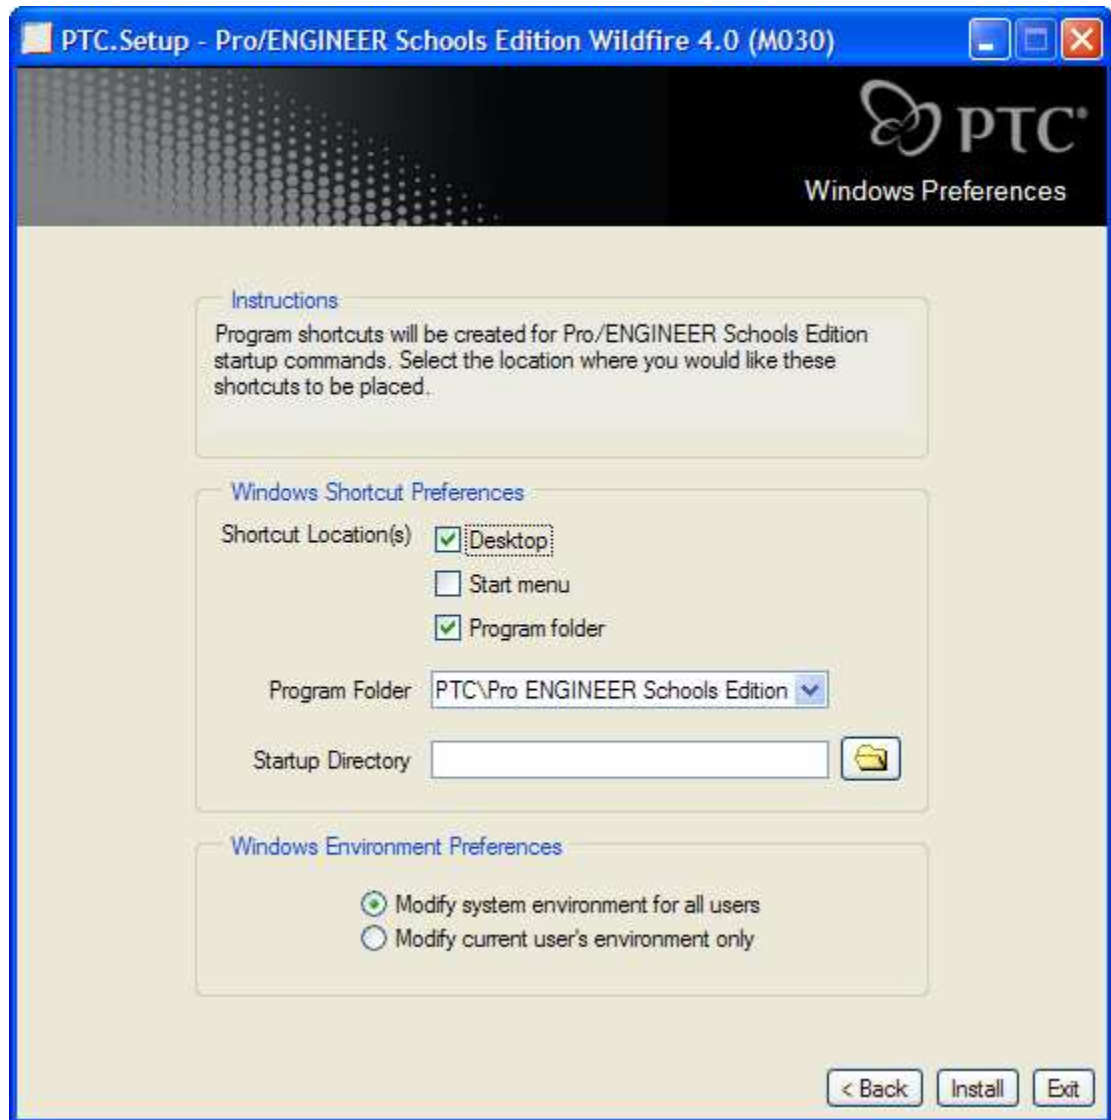 PTC.Setup - Pro/ENGINEER Schools Edition Wildfire 4.0 (M030)
PTC®
Windows Preferences
Instructions
Program shortcuts will be created for Pro/ENGINEER Schools Edition
startup commands. Select the location where you would like these
shortcuts to be placed.
Windows Shortcut Preferences
Shortcut Location(s) Desktop
Start menu
Program folder
Program Folder PTC\Pro ENGINEER Schools Edition
Startup Directory
Windows Environment Preferences
Modify system environment for all users
Modify current user's environment only
< Back Install Exit